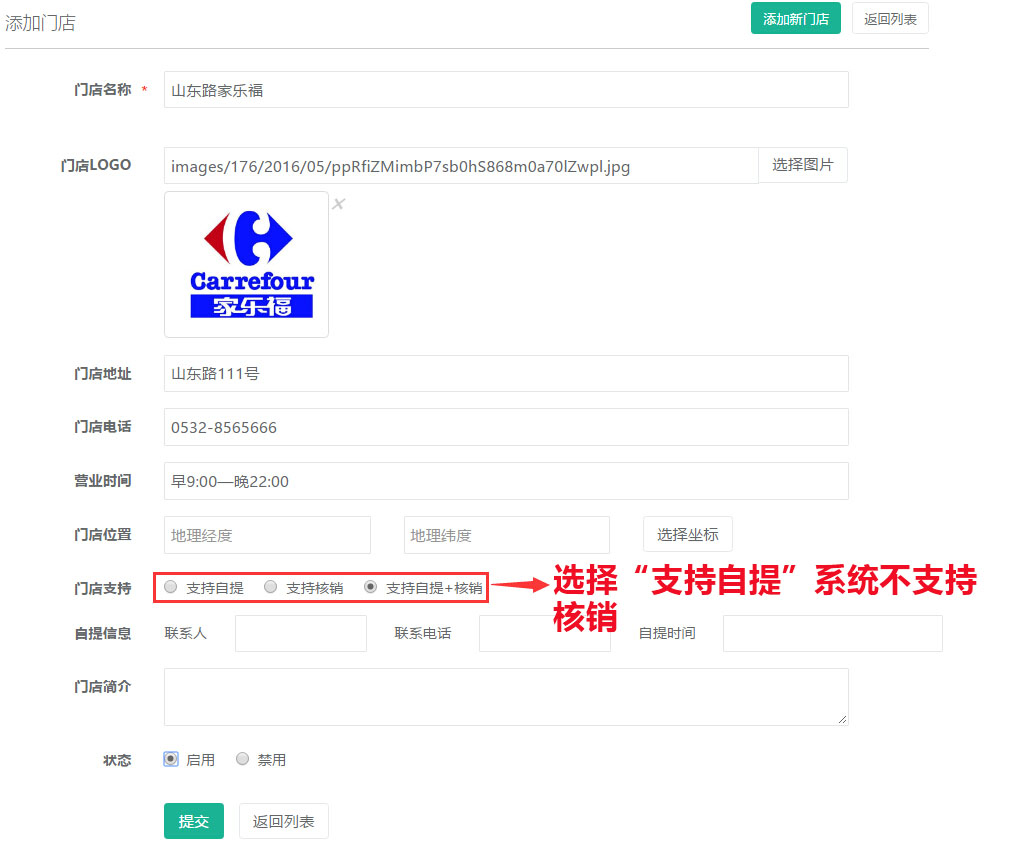 添加门店 添加新门店 返回列表
门店名称 * 山东路家乐福
门店LOGO images/176/2016/05/ppRfiZMimbP7sb0hS868m0a70lZwpl.jpg 选择图片
×
Carrefour
家乐福
门店地址 山东路111号
门店电话 0532-8565666
营业时间 早9:00—晚22:00
门店位置 地理经度 地理纬度 选择坐标
门店支持 支持自提 支持核销 支持自提+核销 选择“支持自提”系统不支持
核销
自提信息 联系人 联系电话 自提时间
门店简介
状态 启用 禁用
提交 返回列表